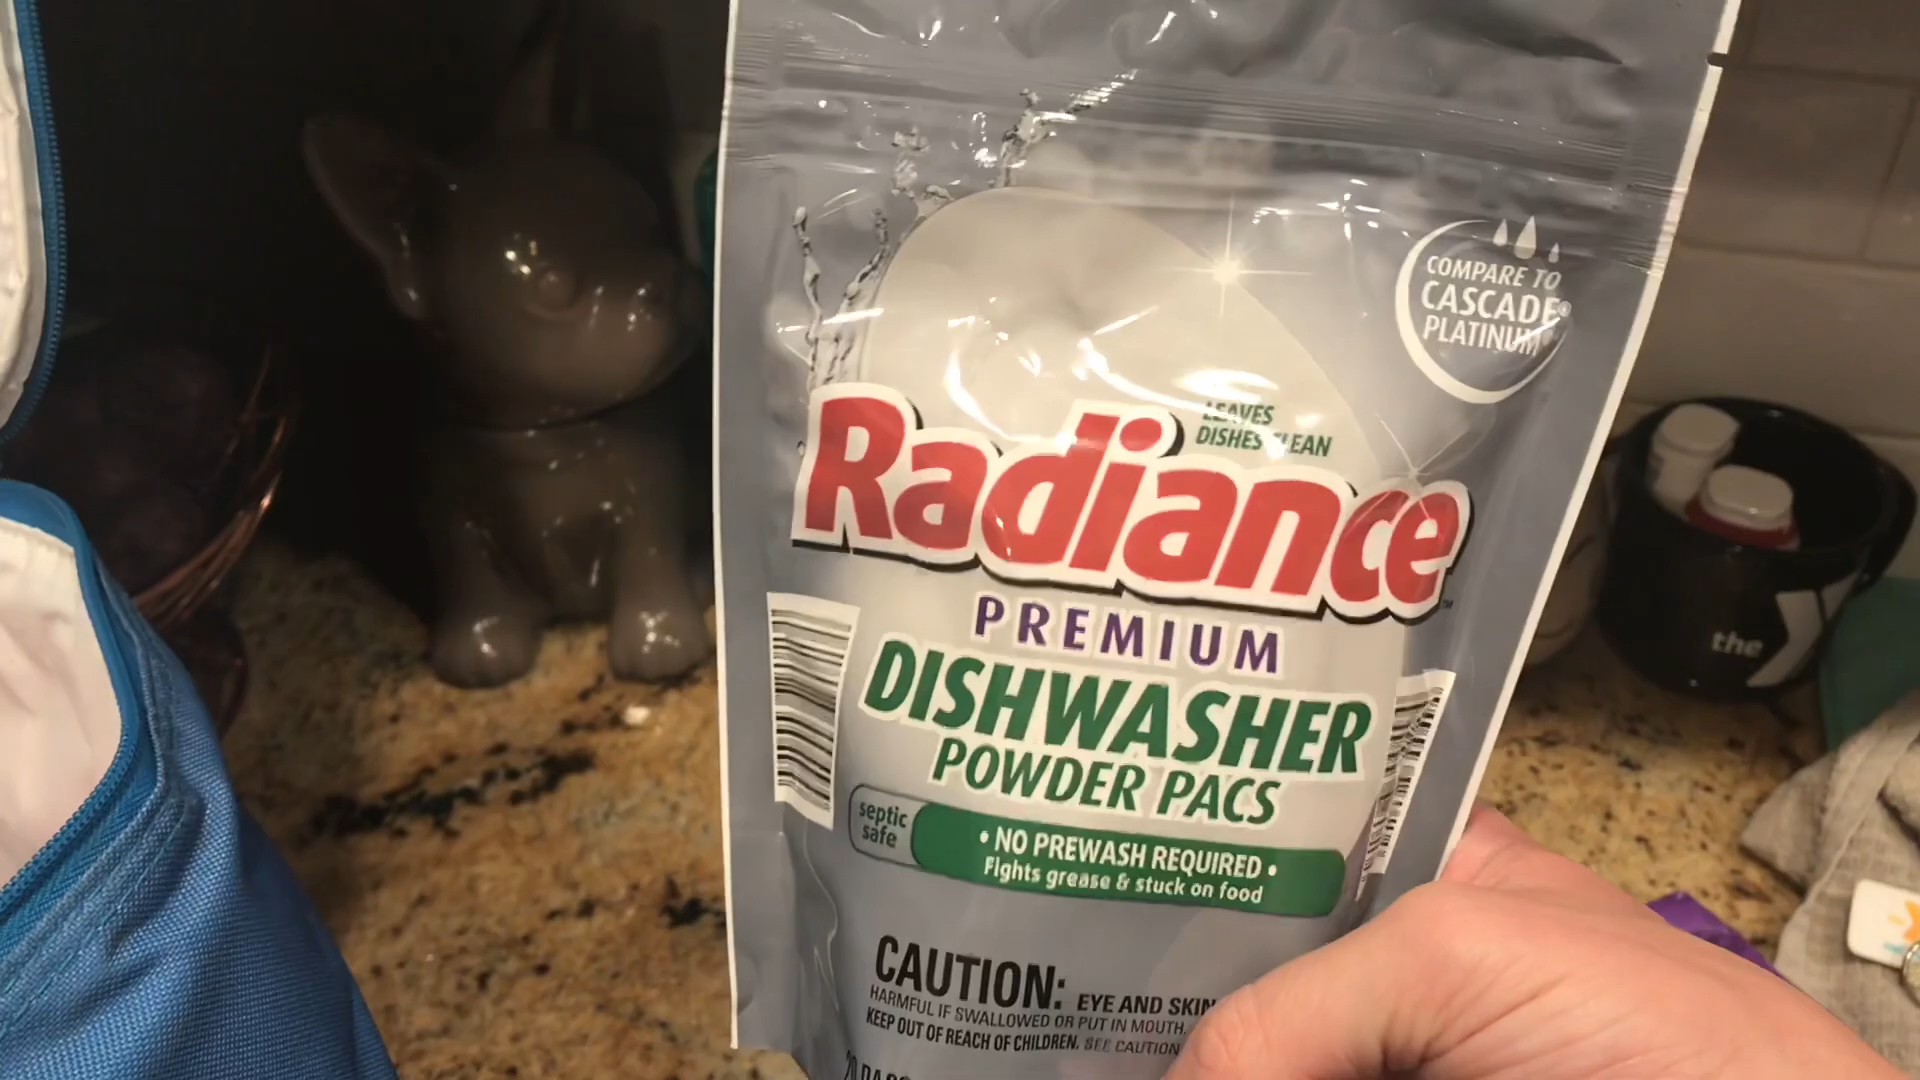 COMPARE TO
CASCADE®
PLATINUM
LEAVES
DISHES CLEAN
Radiance™
PREMIUM
DISHWASHER
POWDER PACS
septic
safe
• NO PREWASH REQUIRED •
Fights grease & stuck on food
CAUTION: EYE AND SKIN
HARMFUL IF SWALLOWED OR PUT IN MOUTH.
KEEP OUT OF REACH OF CHILDREN. SEE CAUTION
the